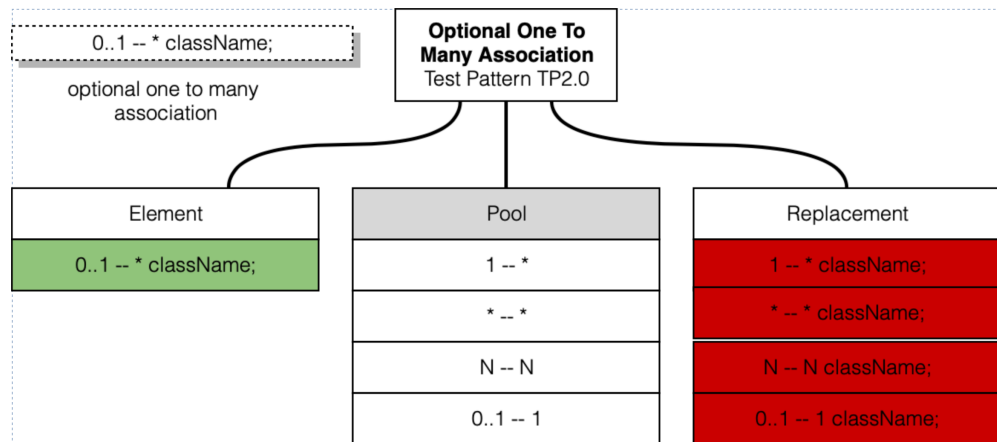 0..1 -- * className;
optional one to many
association
Optional One To
Many Association
Test Pattern TP2.0
Element
0..1 -- * className;
Pool
1 -- *
* -- *
N -- N
0..1 -- 1
Replacement
1 -- * className;
* -- * className;
N -- N className;
0..1 -- 1 className;